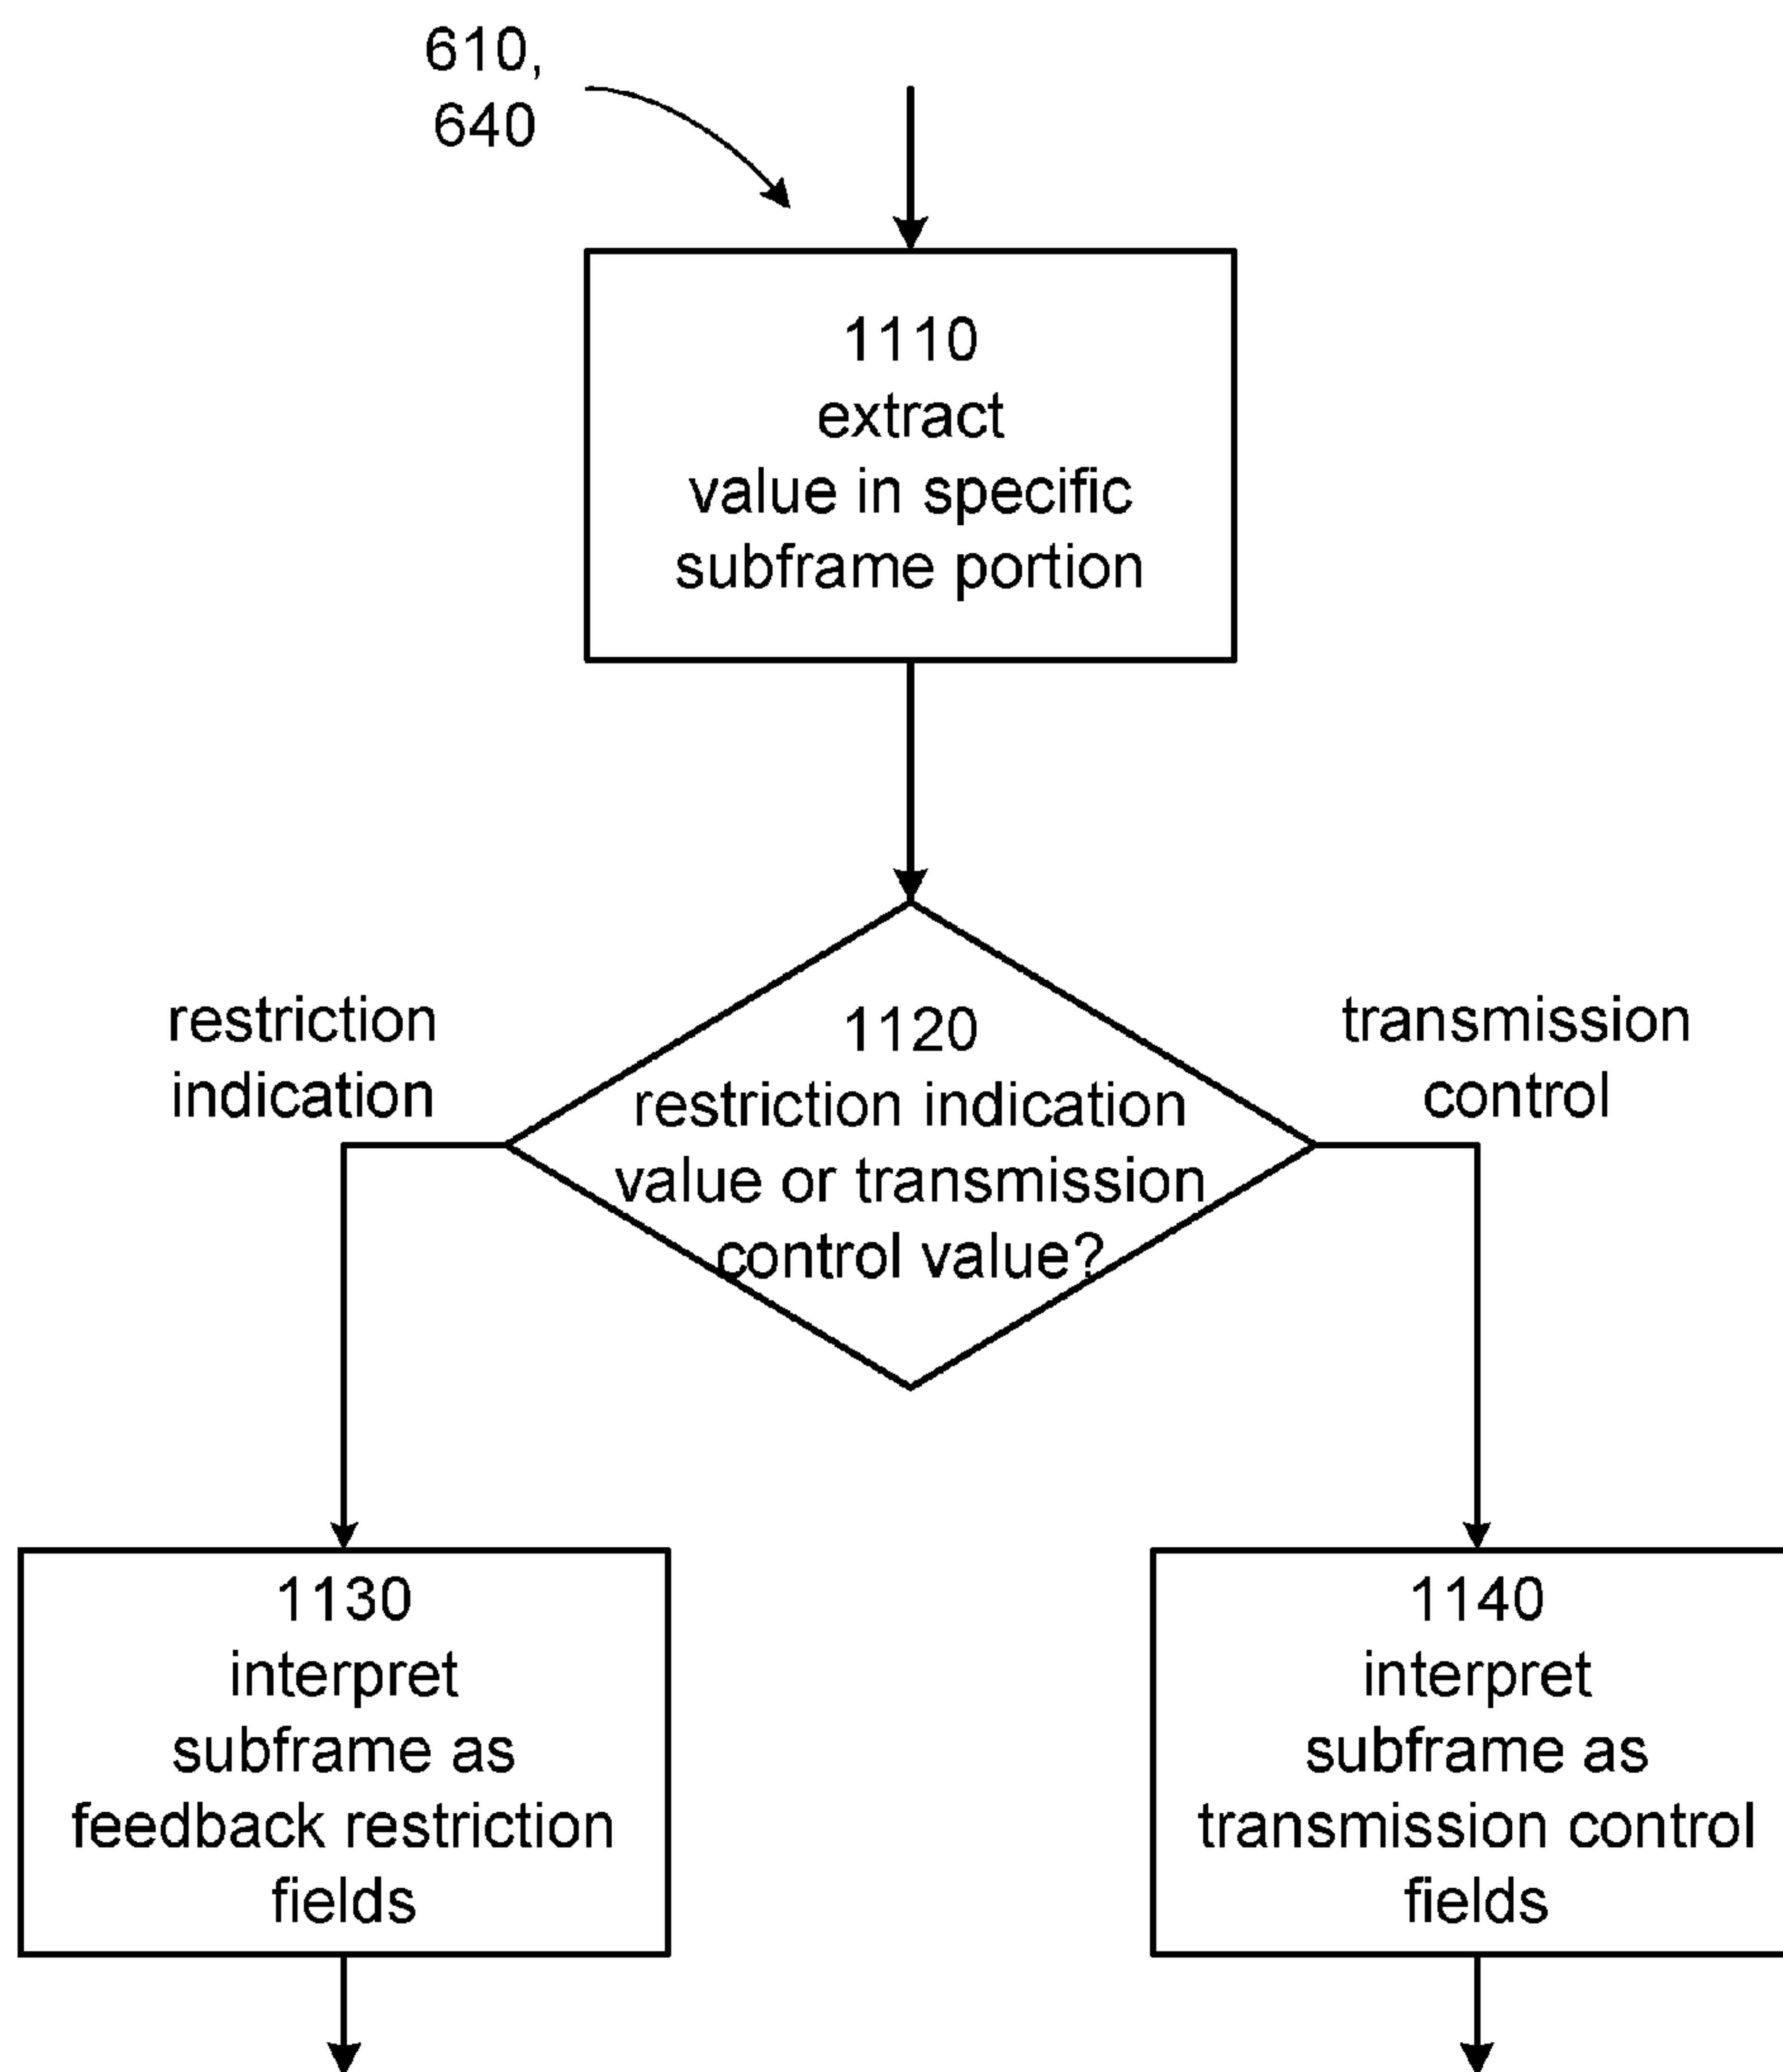 610,
640
1110
extract
value in specific
subframe portion
restriction
indication
1120
restriction indication
value or transmission
control value?
transmission
control
1130
interpret
subframe as
feedback restriction
fields
1140
interpret
subframe as
transmission control
fields